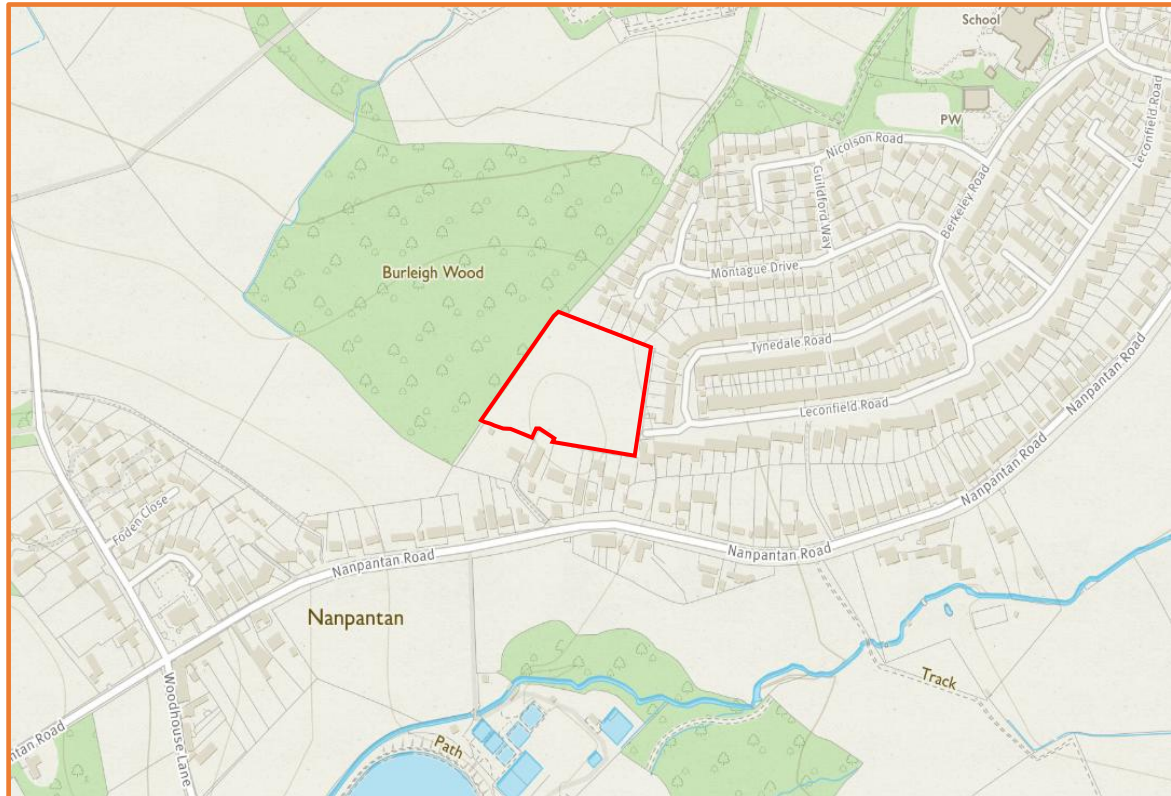 School
PW
Leconfield Road
Nicolson Road
Guildford Way
Berkeley Road
Burleigh Wood
Montague Drive
Tynedale Road
Leconfield Road
Nanpantan Road
Nanpantan Road
Foden Close
Nanpantan Road
Nanpantan Road
Nanpantan
Woodhouse Lane
Track
ntan Road
Path